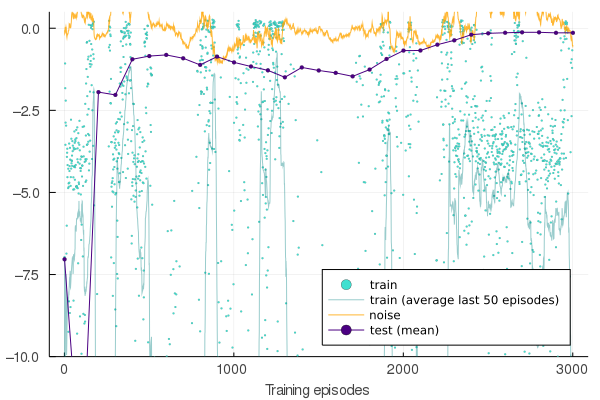 0.0
−2.5
−5.0
−7.5
−10.0
0
1000
2000
3000
Training episodes
train
train (average last 50 episodes)
noise
test (mean)